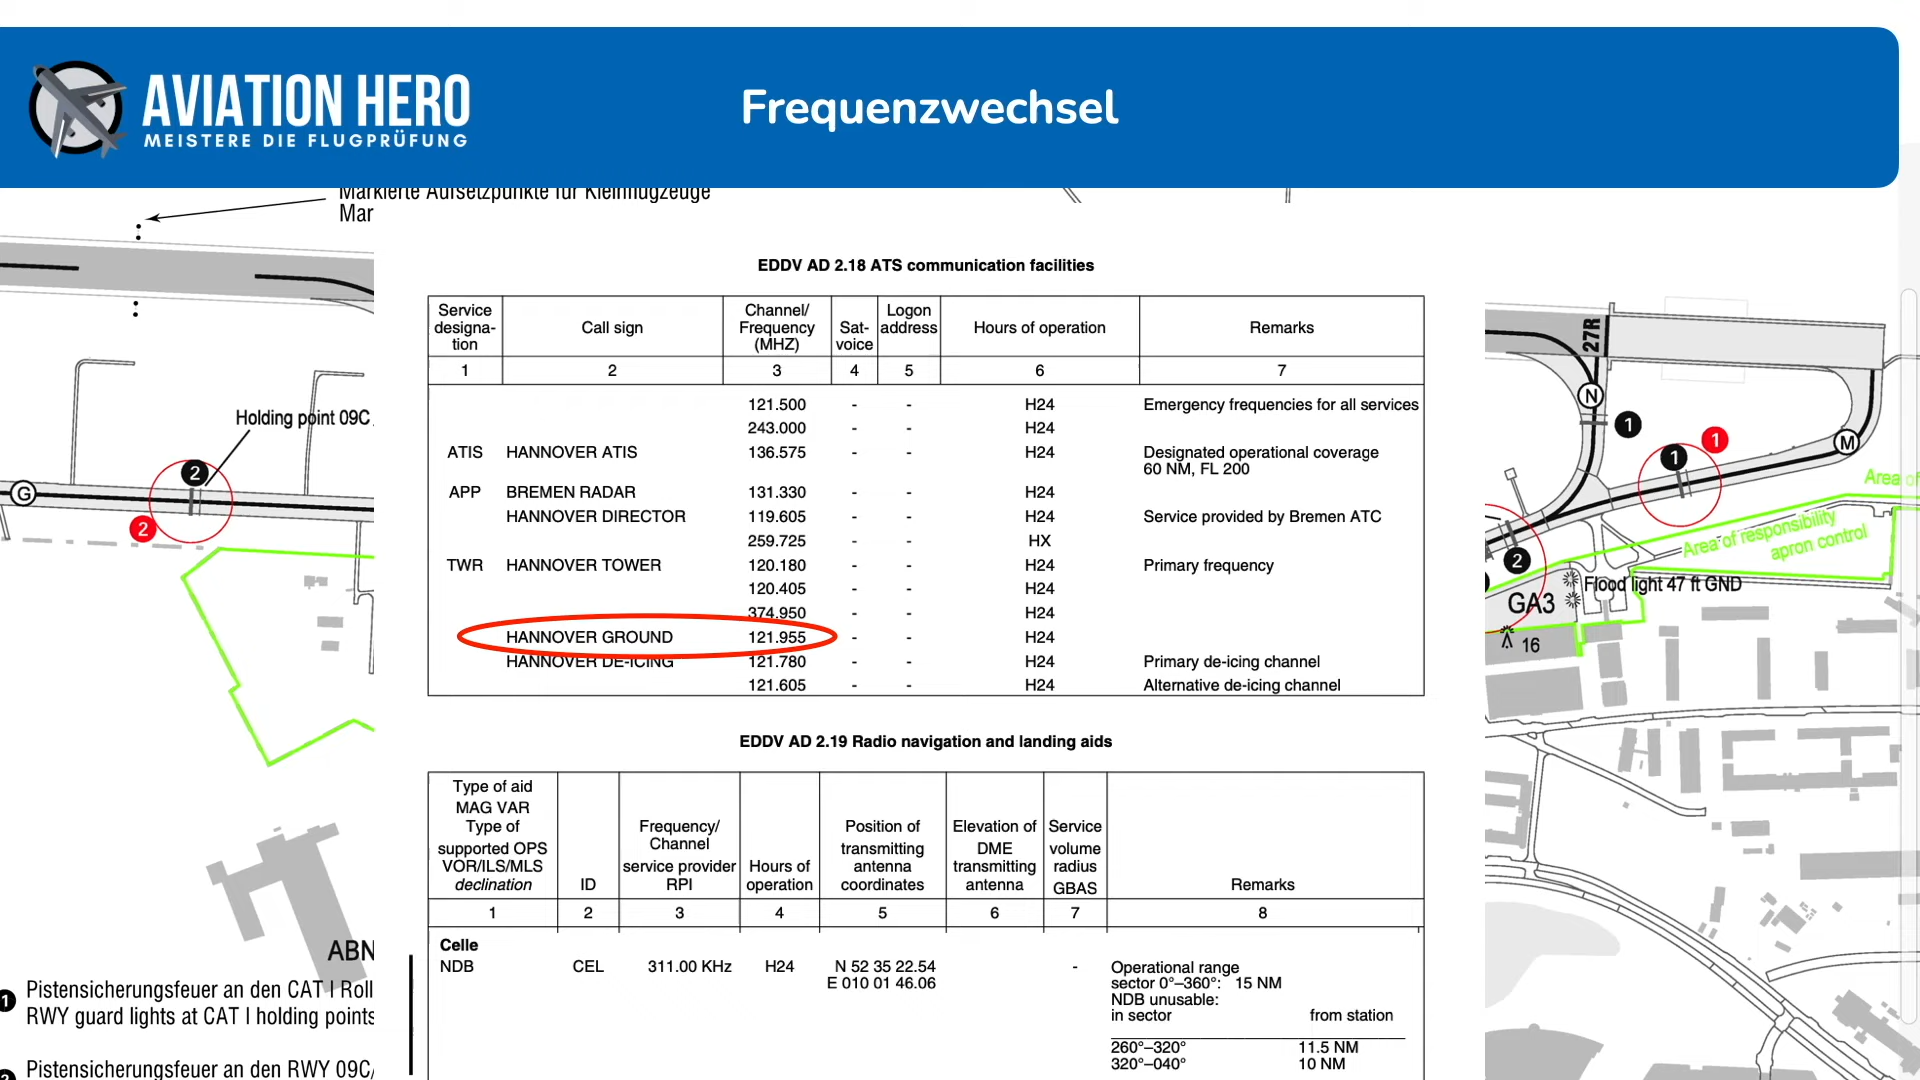 AVIATION HERO
MEISTERE DIE FLUGPRÜFUNG
Frequenzwechsel
Markierte Aufsetzpunkte für Kleinflugzeuge
Mar
Holding point 09C
G
2
2
EDDV AD 2.18 ATS communication facilities
Service designa- tion | Call sign | Channel/ Frequency (MHZ) | Sat- voice | Logon address | Hours of operation | Remarks
1 2 3 4 5 6 7
121.500 - - H24 Emergency frequencies for all services
243.000 - - H24
ATIS HANNOVER ATIS 136.575 - - H24 Designated operational coverage
60 NM, FL 200
APP BREMEN RADAR 131.330 - - H24
HANNOVER DIRECTOR 119.605 - - H24 Service provided by Bremen ATC
259.725 - - HX
TWR HANNOVER TOWER 120.180 - - H24 Primary frequency
120.405 - - H24
374.950 - - H24
HANNOVER GROUND 121.955 - - H24
HANNOVER DE-ICING 121.780 - - H24 Primary de-icing channel
121.605 - - H24 Alternative de-icing channel
EDDV AD 2.19 Radio navigation and landing aids
Type of aid MAG VAR Type of supported OPS VOR/ILS/MLS declination | ID | Frequency/ Channel service provider RPI | Hours of operation | Position of transmitting antenna coordinates | Elevation of DME transmitting antenna | Service volume radius GBAS | Remarks
1 2 3 4 5 6 7 8
Celle
NDB CEL 311.00 KHz H24 N 52 35 22.54 - Operational range
E 010 01 46.06 sector 0°–360°: 15 NM
NDB unusable:
in sector from station
260°–320° 11.5 NM
320°–040° 10 NM
27R
N
1
1
1
M
Area of
Area of responsibility
apron control
2
Flood light 47 ft GND
GA3
16
ABN
1 Pistensicherungsfeuer an den CAT I Roll
RWY guard lights at CAT I holding points
Pistensicherungsfeuer an den RWY 09C/